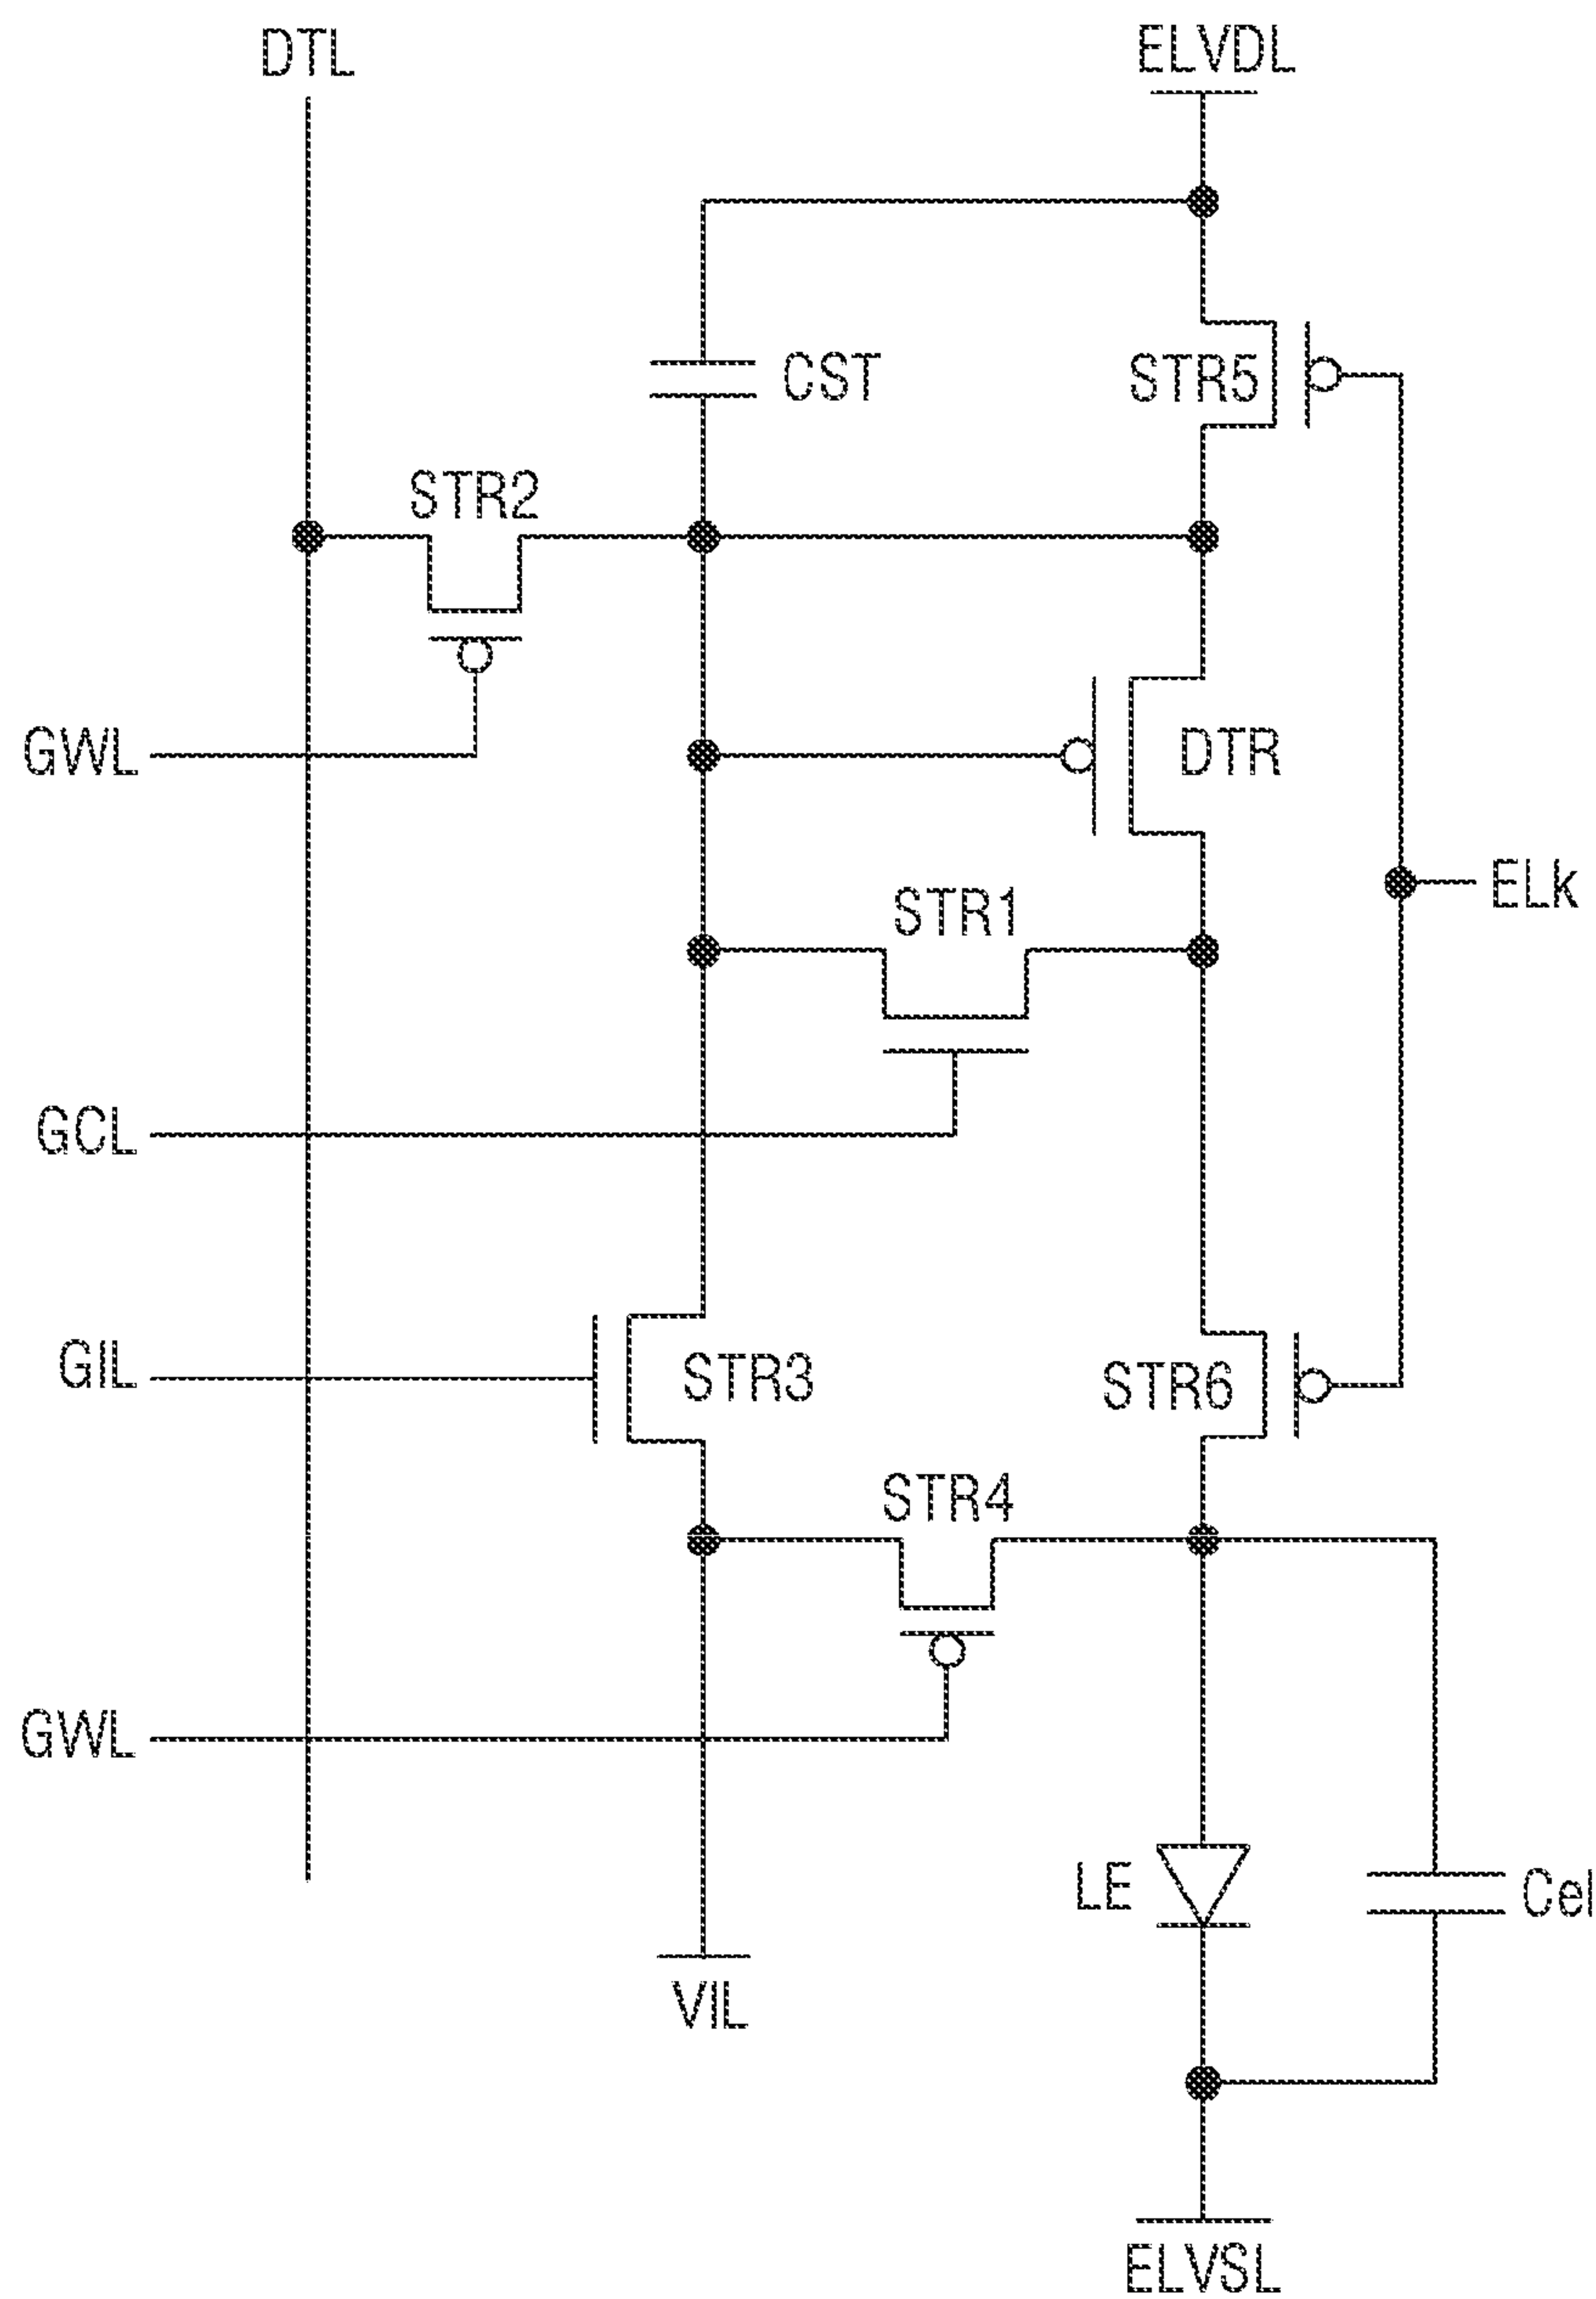 DTL
ELVDL
CST
STR5
STR2
GWL
DTR
ELk
STR1
GCL
GIL
STR3
STR6
STR4
GWL
LE
Cel
VIL
ELVSL